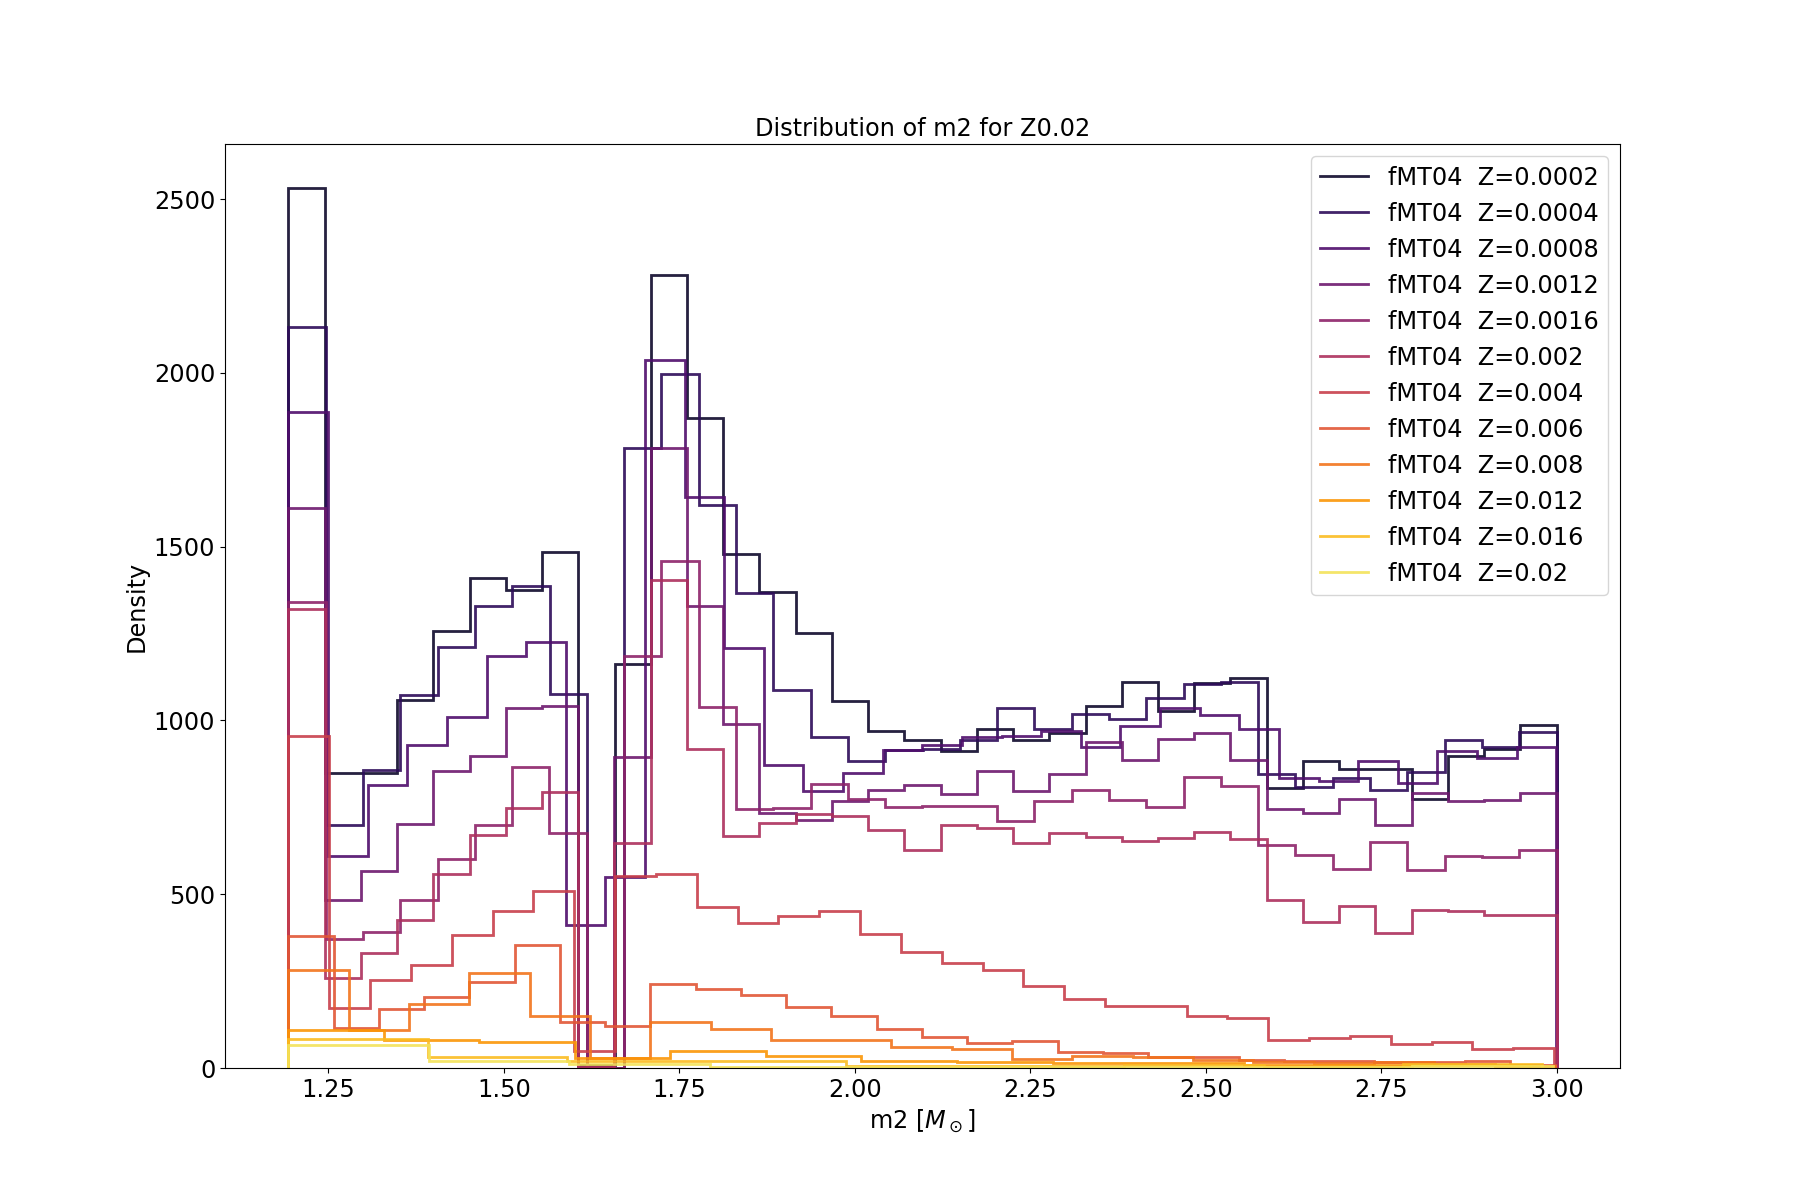 Distribution of m2 for Z0.02
Density
2500
2000
1500
1000
500
0
1.25 1.50 1.75 2.00 2.25 2.50 2.75 3.00
m2 [M_⊙]
fMT04 Z=0.0002
fMT04 Z=0.0004
fMT04 Z=0.0008
fMT04 Z=0.0012
fMT04 Z=0.0016
fMT04 Z=0.002
fMT04 Z=0.004
fMT04 Z=0.006
fMT04 Z=0.008
fMT04 Z=0.012
fMT04 Z=0.016
fMT04 Z=0.02